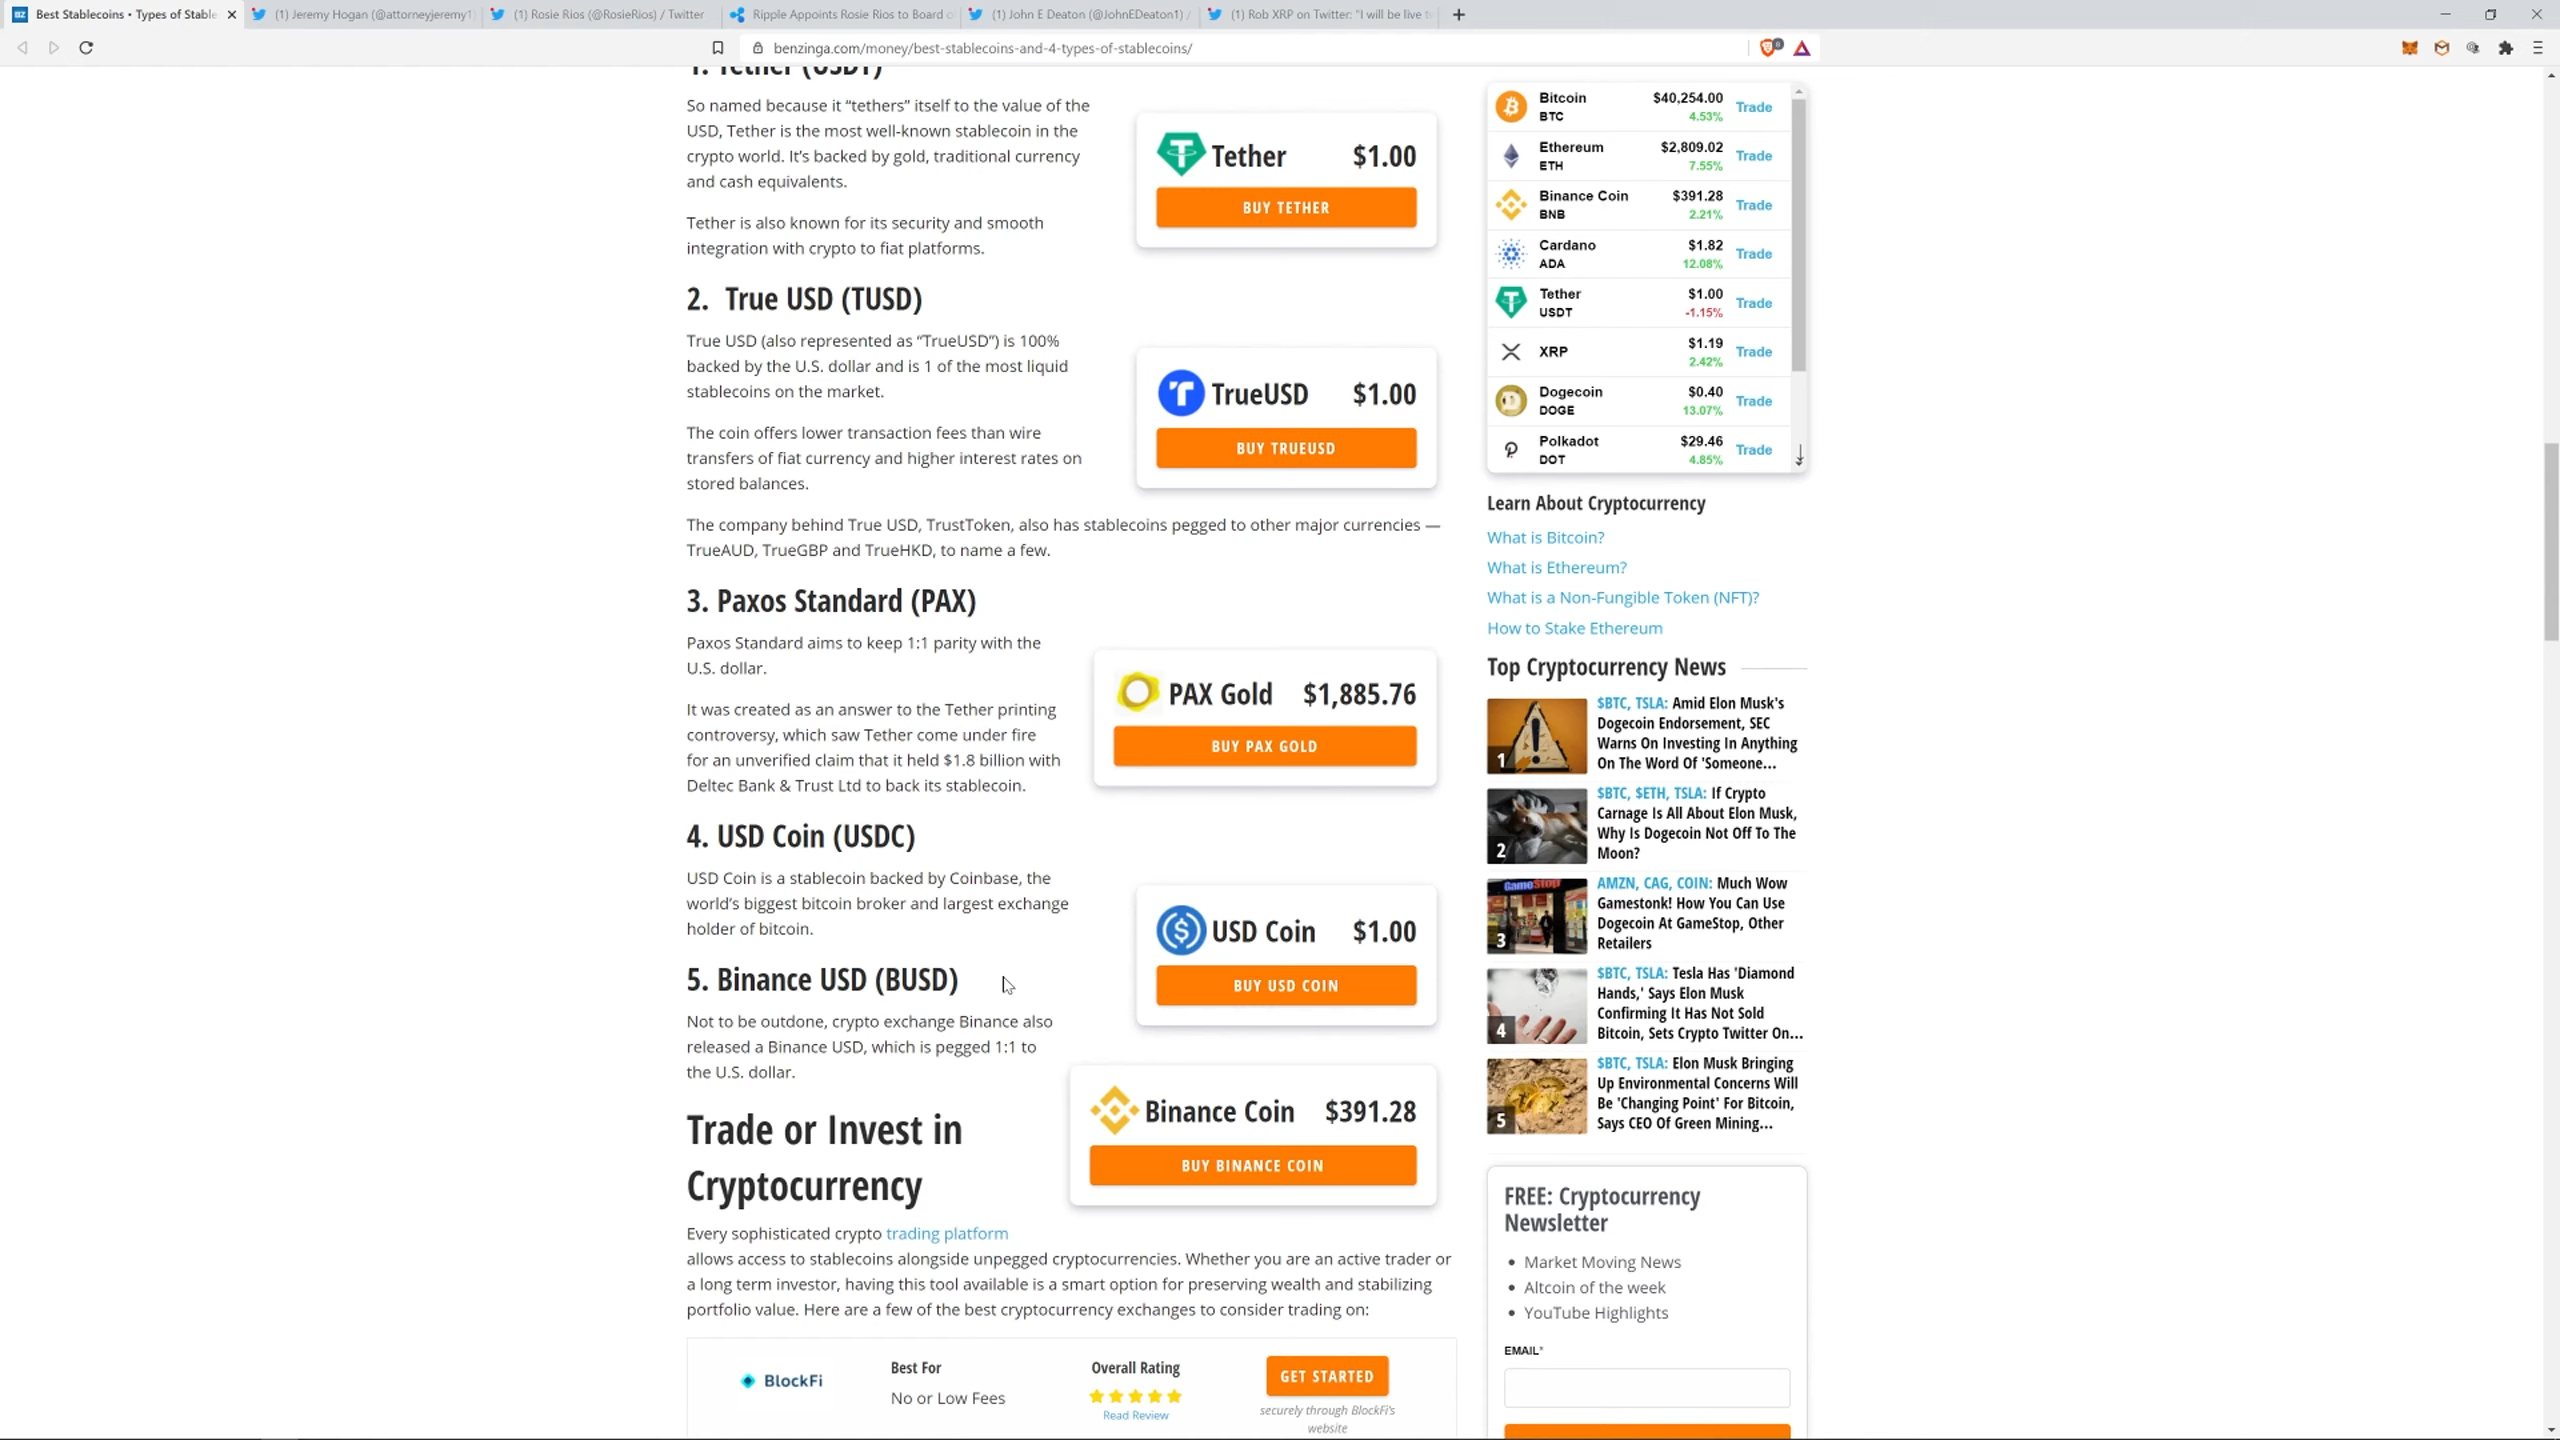 Best Stablecoins • Types of Stable
(1) Jeremy Hogan (@attorneyjeremy1
(1) Rosie Rios (@RosieRios) / Twitter
Ripple Appoints Rosie Rios to Board o
(1) John E Deaton (@JohnEDeaton1) /
(1) Rob XRP on Twitter: "I will be live t
benzinga.com/money/best-stablecoins-and-4-types-of-stablecoins/
1. Tether (USDT)
So named because it “tethers” itself to the value of the
USD, Tether is the most well-known stablecoin in the
crypto world. It’s backed by gold, traditional currency
and cash equivalents.
Tether is also known for its security and smooth
integration with crypto to fiat platforms.
Tether $1.00
BUY TETHER
2. True USD (TUSD)
True USD (also represented as “TrueUSD”) is 100%
backed by the U.S. dollar and is 1 of the most liquid
stablecoins on the market.
The coin offers lower transaction fees than wire
transfers of fiat currency and higher interest rates on
stored balances.
TrueUSD $1.00
BUY TRUEUSD
The company behind True USD, TrustToken, also has stablecoins pegged to other major currencies —
TrueAUD, TrueGBP and TrueHKD, to name a few.
3. Paxos Standard (PAX)
Paxos Standard aims to keep 1:1 parity with the
U.S. dollar.
It was created as an answer to the Tether printing
controversy, which saw Tether come under fire
for an unverified claim that it held $1.8 billion with
Deltec Bank & Trust Ltd to back its stablecoin.
PAX Gold $1,885.76
BUY PAX GOLD
4. USD Coin (USDC)
USD Coin is a stablecoin backed by Coinbase, the
world’s biggest bitcoin broker and largest exchange
holder of bitcoin.
USD Coin $1.00
BUY USD COIN
5. Binance USD (BUSD)
Not to be outdone, crypto exchange Binance also
released a Binance USD, which is pegged 1:1 to
the U.S. dollar.
Binance Coin $391.28
BUY BINANCE COIN
Trade or Invest in
Cryptocurrency
Every sophisticated crypto trading platform
allows access to stablecoins alongside unpegged cryptocurrencies. Whether you are an active trader or
a long term investor, having this tool available is a smart option for preserving wealth and stabilizing
portfolio value. Here are a few of the best cryptocurrency exchanges to consider trading on:
BlockFi
Best For
No or Low Fees
Overall Rating
Read Review
GET STARTED
securely through BlockFi's
website
Bitcoin $40,254.00 Trade
BTC 4.53%
Ethereum $2,809.02 Trade
ETH 7.55%
Binance Coin $391.28 Trade
BNB 2.21%
Cardano $1.82 Trade
ADA 12.08%
Tether $1.00 Trade
USDT -1.15%
XRP $1.19 Trade
2.42%
Dogecoin $0.40 Trade
DOGE 13.07%
Polkadot $29.46 Trade
DOT 4.85%
Learn About Cryptocurrency
What is Bitcoin?
What is Ethereum?
What is a Non-Fungible Token (NFT)?
How to Stake Ethereum
Top Cryptocurrency News
1
$BTC, TSLA: Amid Elon Musk's
Dogecoin Endorsement, SEC
Warns On Investing In Anything
On The Word Of 'Someone...
2
$BTC, $ETH, TSLA: If Crypto
Carnage Is All About Elon Musk,
Why Is Dogecoin Not Off To The
Moon?
GameStop
3
AMZN, CAG, COIN: Much Wow
Gamestonk! How You Can Use
Dogecoin At GameStop, Other
Retailers
4
$BTC, TSLA: Tesla Has 'Diamond
Hands,' Says Elon Musk
Confirming It Has Not Sold
Bitcoin, Sets Crypto Twitter On...
5
$BTC, TSLA: Elon Musk Bringing
Up Environmental Concerns Will
Be 'Changing Point' For Bitcoin,
Says CEO Of Green Mining...
FREE: Cryptocurrency
Newsletter
• Market Moving News
• Altcoin of the week
• YouTube Highlights
EMAIL*